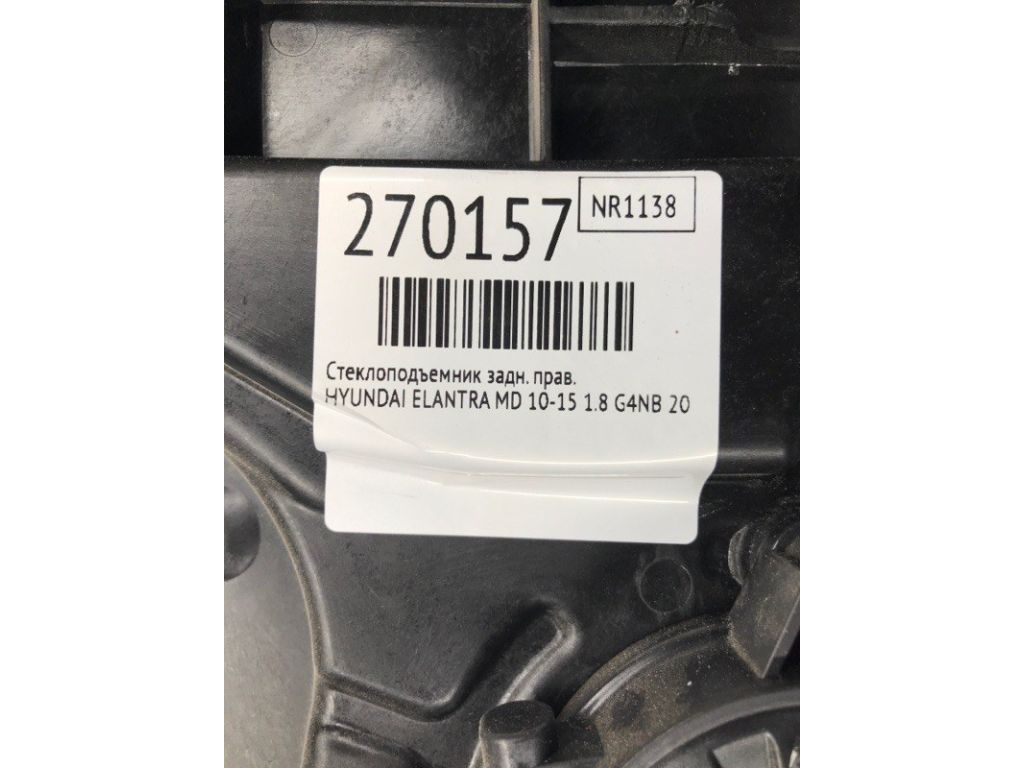 270157
NR1138
Стеклоподъемник задн. прав.
HYUNDAI ELANTRA MD 10-15 1.8 G4NB 20